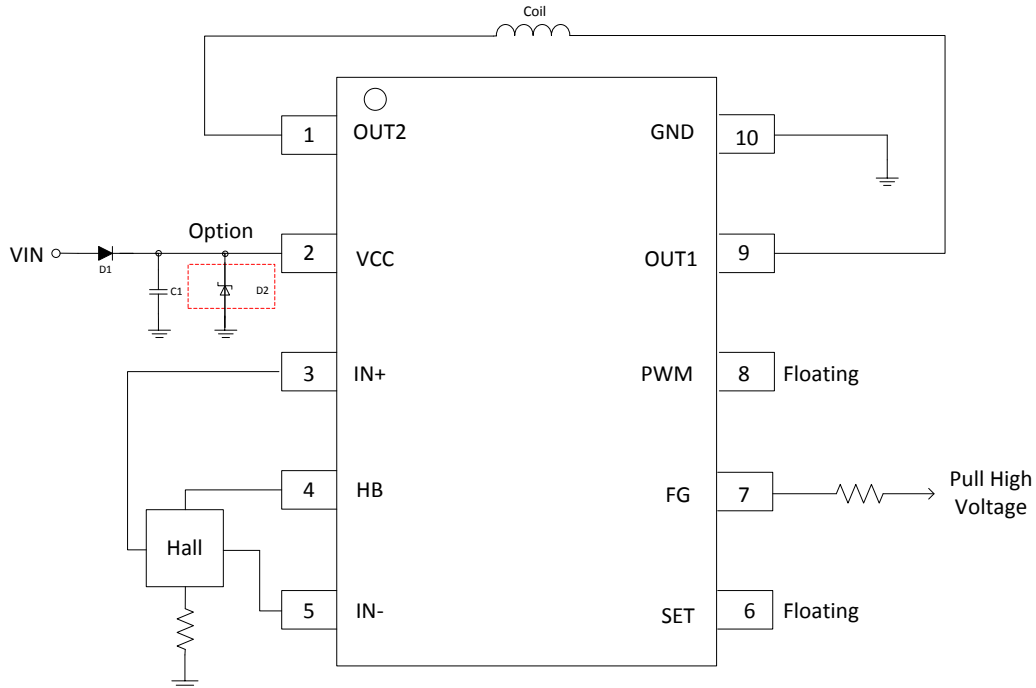 Coil
1 OUT2 GND 10
Option
VIN D1 2 VCC OUT1 9
C1 D2
3 IN+ PWM 8 Floating
4 HB FG 7 Pull High
Voltage
Hall
5 IN- SET 6 Floating